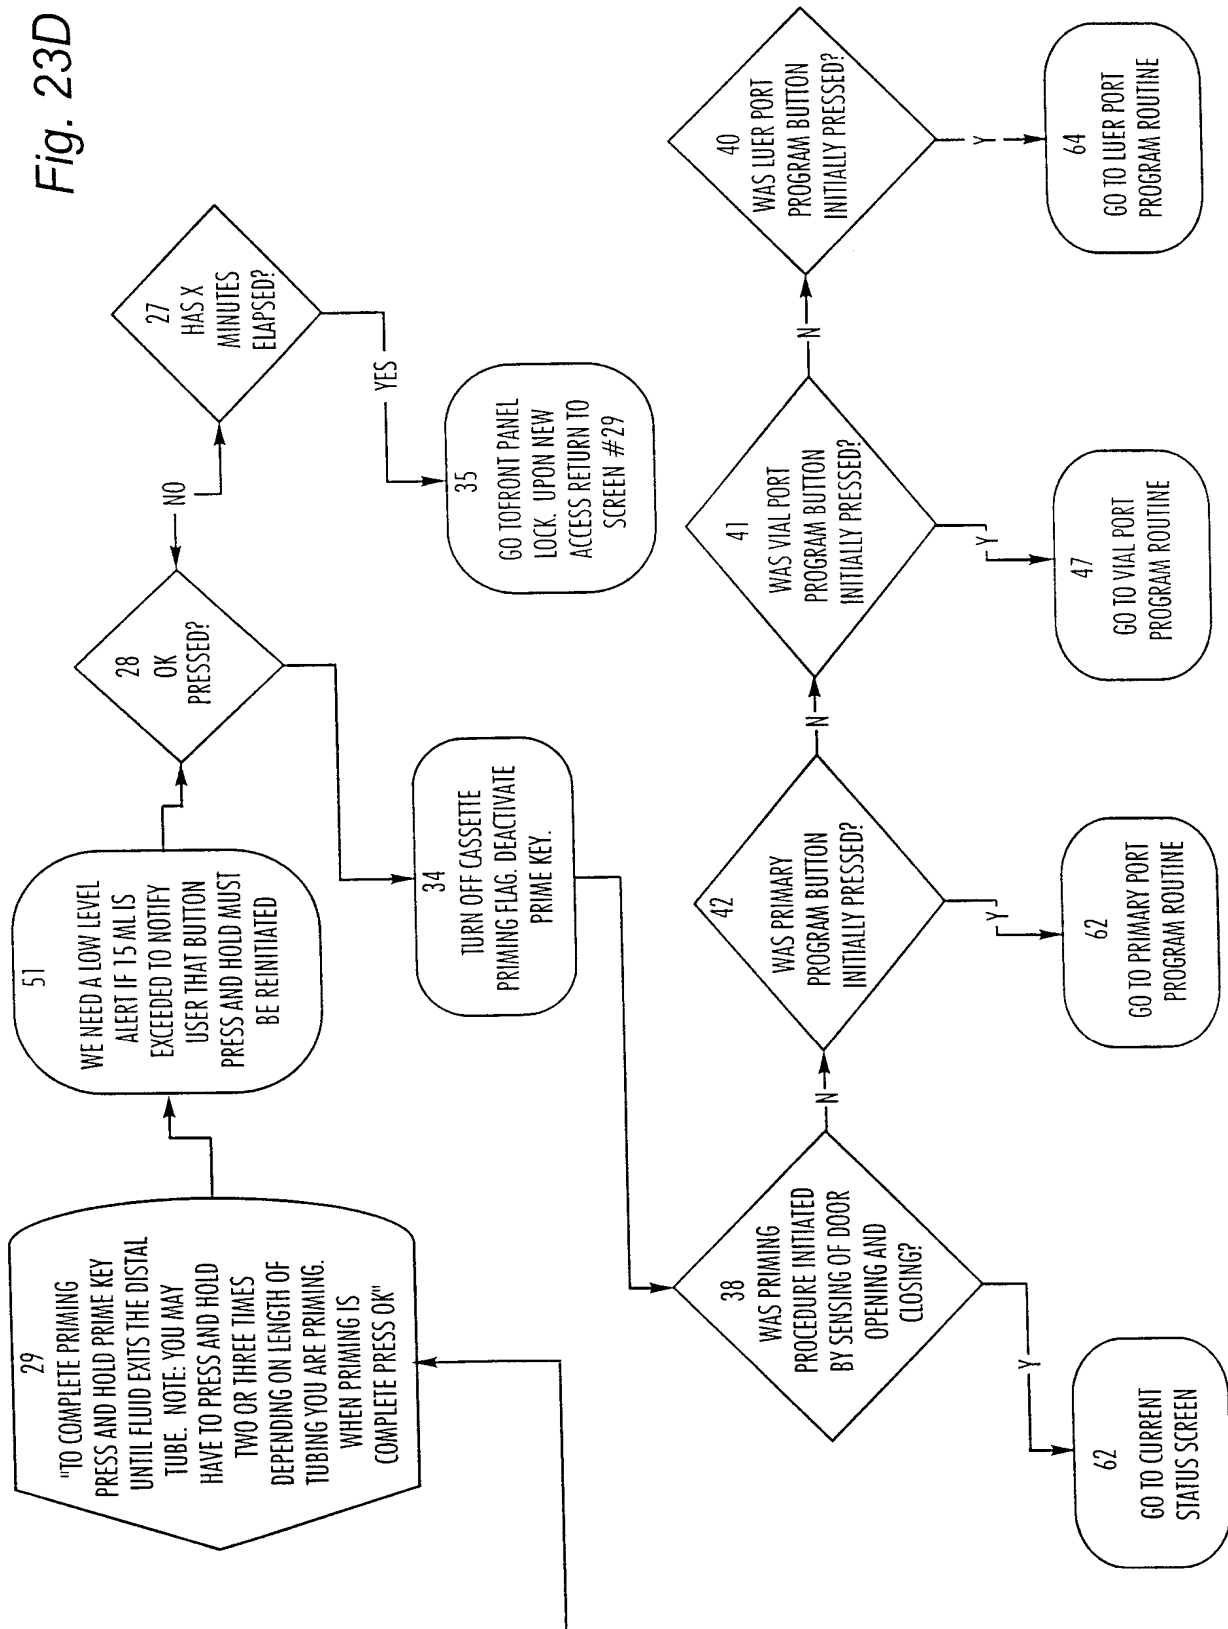 Fig. 23D
29
"TO COMPLETE PRIMING
PRESS AND HOLD PRIME KEY
UNTIL FLUID EXITS THE DISTAL
TUBE. NOTE: YOU MAY
HAVE TO PRESS AND HOLD
TWO OR THREE TIMES
DEPENDING ON LENGTH OF
TUBING YOU ARE PRIMING.
WHEN PRIMING IS
COMPLETE PRESS OK"
51
WE NEED A LOW LEVEL
ALERT IF 15 ML IS
EXCEEDED TO NOTIFY
USER THAT BUTTON
PRESS AND HOLD MUST
BE REINITIATED
28
OK
PRESSED?
NO
27
HAS X
MINUTES
ELAPSED?
YES
35
GO TOFRONT PANEL
LOCK. UPON NEW
ACCESS RETURN TO
SCREEN #29
34
TURN OFF CASSETTE
PRIMING FLAG. DEACTIVATE
PRIME KEY.
38
WAS PRIMING
PROCEDURE INITIATED
BY SENSING OF DOOR
OPENING AND
CLOSING?
N
42
WAS PRIMARY
PROGRAM BUTTON
INITIALLY PRESSED?
N
41
WAS VIAL PORT
PROGRAM BUTTON
INITIALLY PRESSED?
N
40
WAS LUER PORT
PROGRAM BUTTON
INITIALLY PRESSED?
Y
62
GO TO CURRENT
STATUS SCREEN
Y
62
GO TO PRIMARY PORT
PROGRAM ROUTINE
Y
47
GO TO VIAL PORT
PROGRAM ROUTINE
Y
64
GO TO LUER PORT
PROGRAM ROUTINE